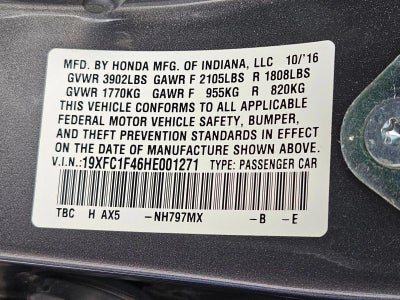 MFD. BY HONDA MFG. OF INDIANA, LLC 10/'16
GVWR 3902LBS GAWR F 2105LBS R 1808LBS
GVWR 1770KG GAWR F 955KG R 820KG
THIS VEHICLE CONFORMS TO ALL APPLICABLE
FEDERAL MOTOR VEHICLE SAFETY, BUMPER,
AND THEFT PREVENTION STANDARDS IN EFFECT
ON THE DATE OF MANUFACTURE SHOWN ABOVE.
V.I.N.:19XFC1F46HE001271 TYPE: PASSENGER CAR
TBC H AX5 -NH797MX -B -E